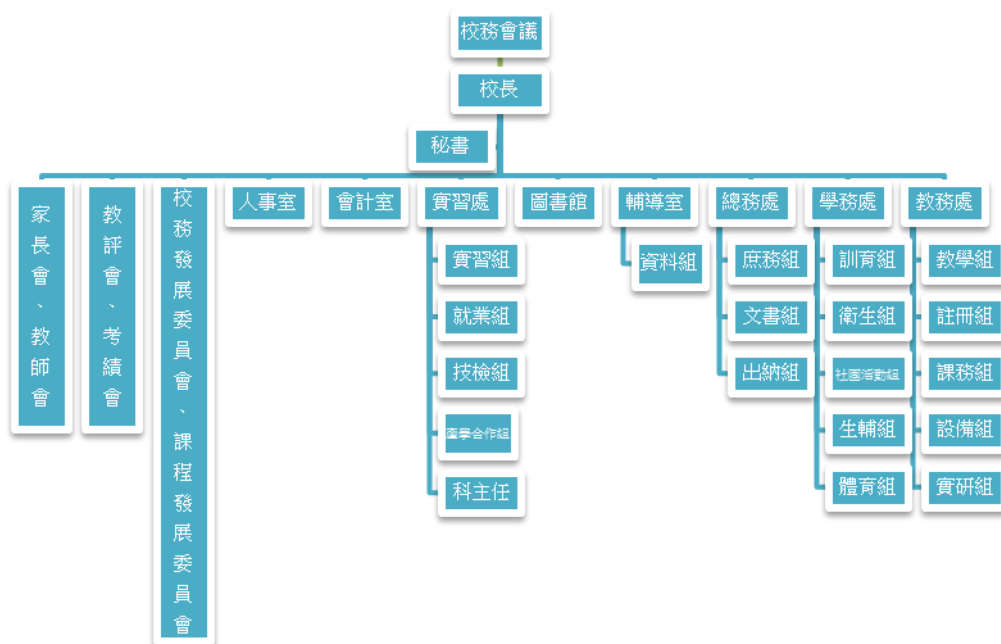 校務會議
校長
秘書
家長會、教師會
教評會、考績會
校務發展委員會、課程發展委員會
人事室
會計室
實習處
圖書館
輔導室
總務處
學務處
教務處
實習組
就業組
技檢組
產學合作組
科主任
資料組
庶務組
文書組
出納組
訓育組
衛生組
社團活動組
生輔組
體育組
教學組
註冊組
課務組
設備組
實研組